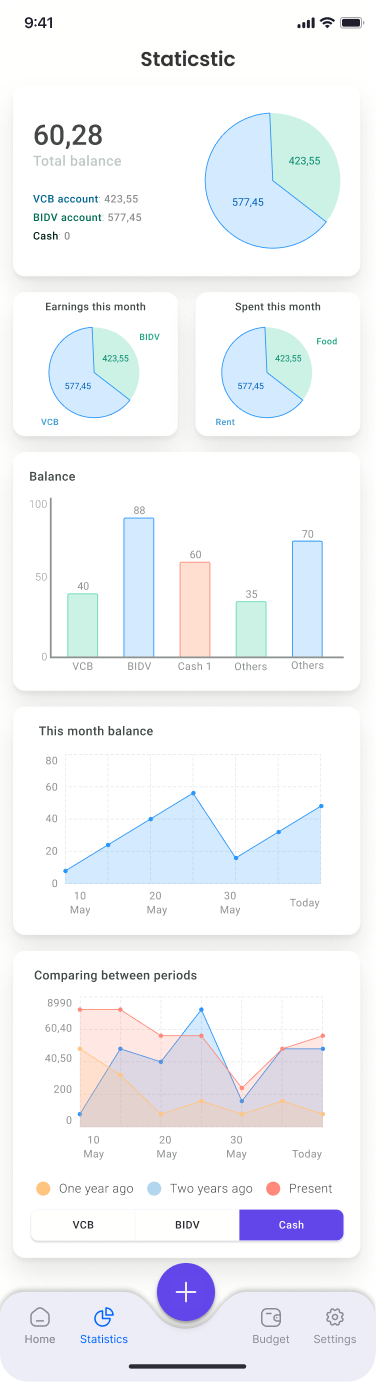 9:41
Staticstic
60,28
Total balance
VCB account: 423,55
BIDV account: 577,45
Cash: 0
423,55
577,45
Earnings this month
BIDV
423,55
577,45
VCB
Spent this month
Food
423,55
577,45
Rent
Balance
100
50
0
40
88
60
35
70
VCB
BIDV
Cash 1
Others
Others
This month balance
80
60
40
20
0
10 May
20 May
30 May
Today
Comparing between periods
8990
60,40
40,50
200
0
10 May
20 May
30 May
Today
One year ago
Two years ago
Present
VCB
BIDV
Cash
Home
Statistics
Budget
Settings